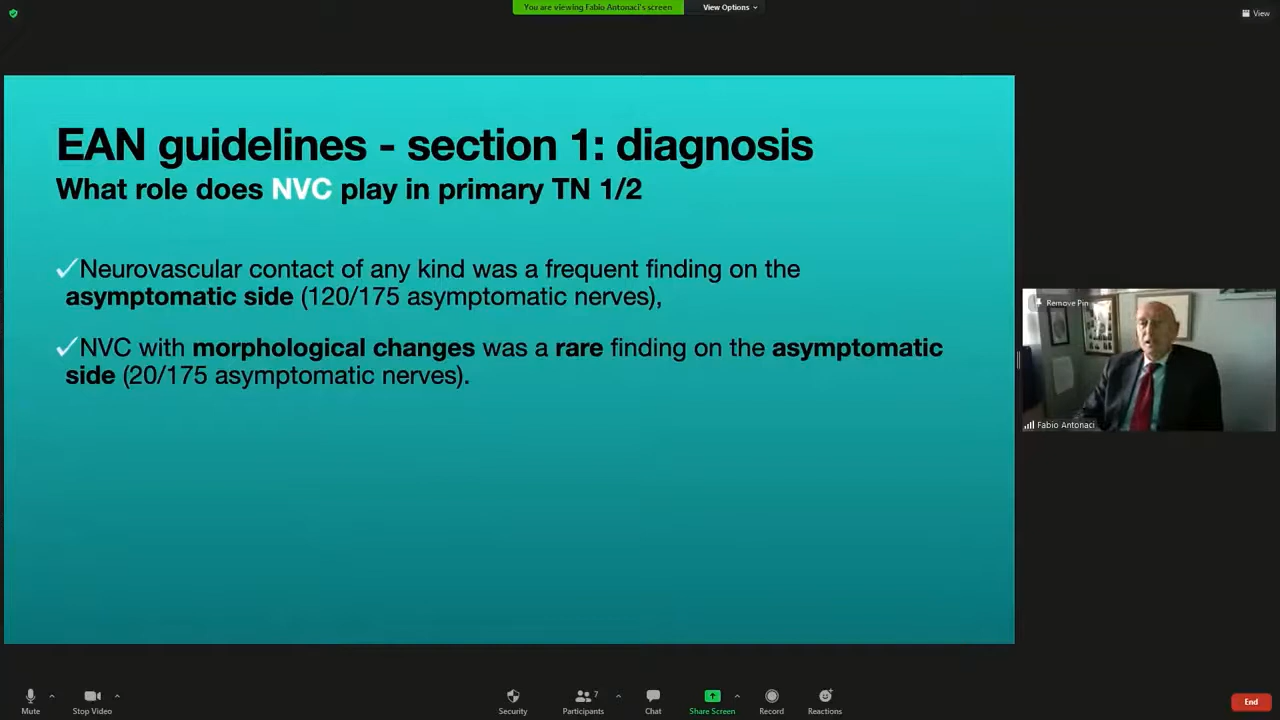 You are viewing Fabio Antonaci's screen
View Options
View
EAN guidelines - section 1: diagnosis
What role does NVC play in primary TN 1/2
✓Neurovascular contact of any kind was a frequent finding on the
asymptomatic side (120/175 asymptomatic nerves),
✓NVC with morphological changes was a rare finding on the asymptomatic
side (20/175 asymptomatic nerves).
Remove Pin
Fabio Antonaci
Mute
Stop Video
Security
Participants
7
Chat
Share Screen
Record
Reactions
End